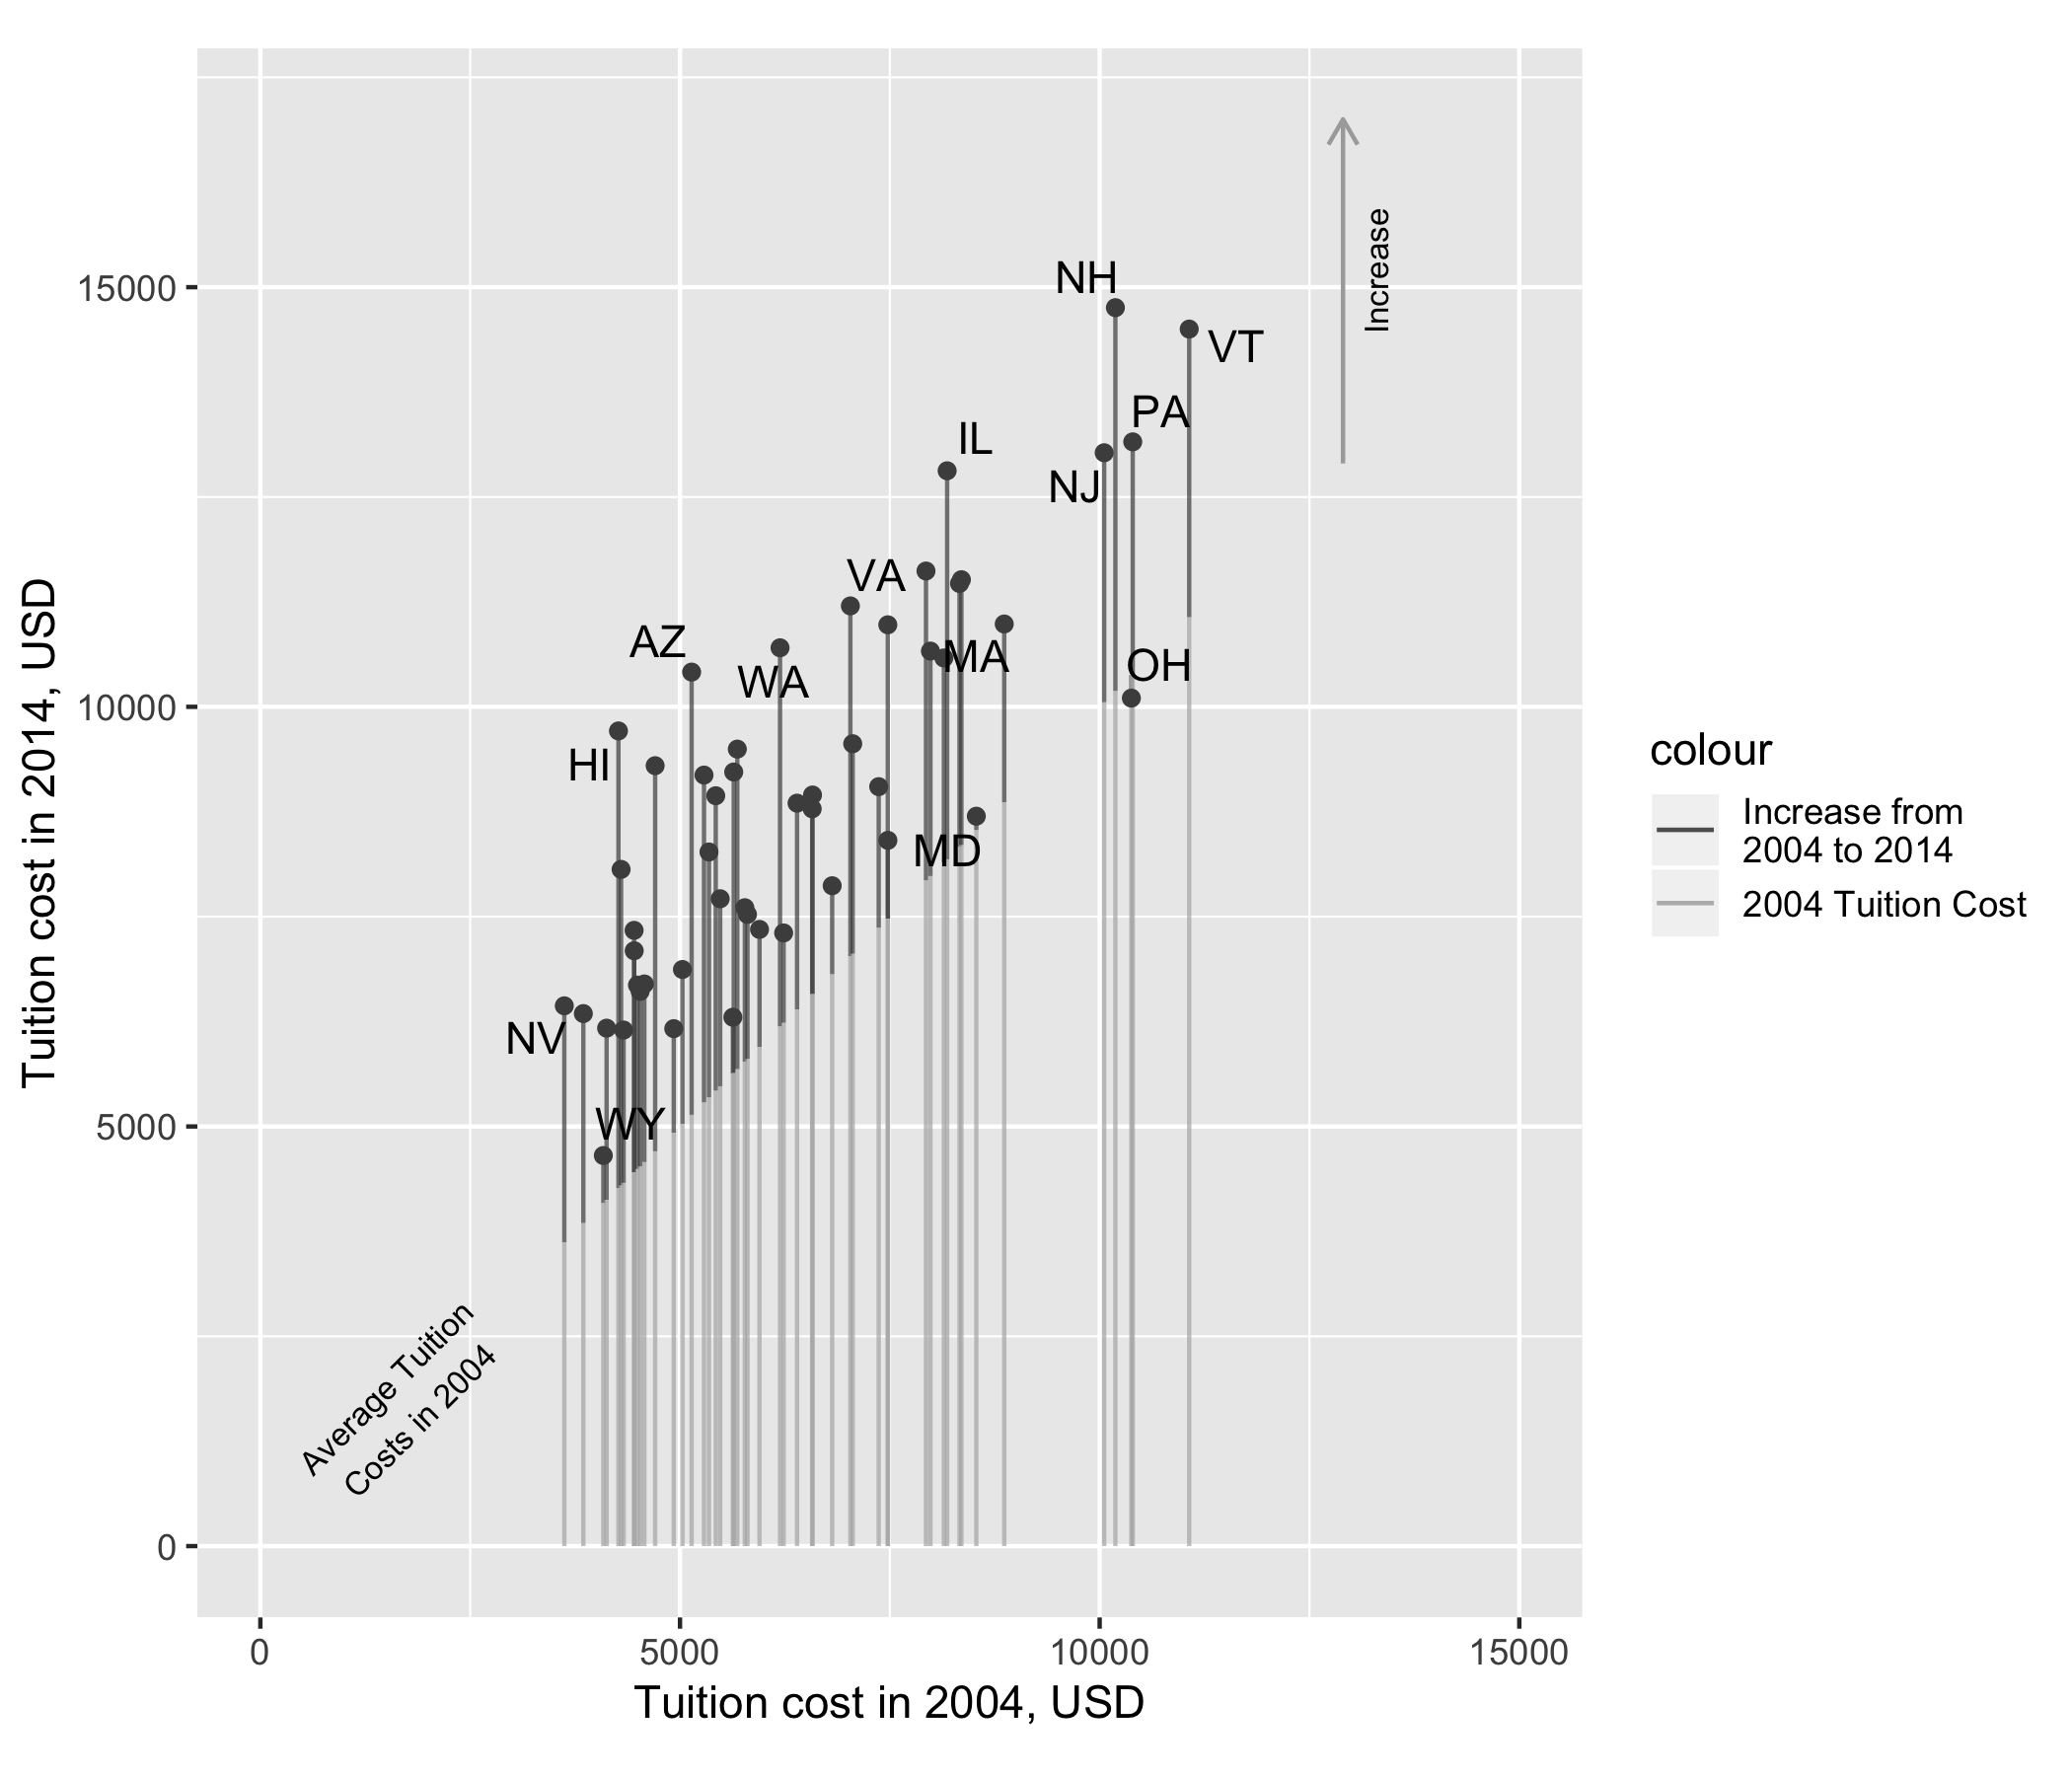 15000
10000
5000
0
Tuition cost in 2014, USD
NH
VT
PA
IL
NJ
VA
MA
OH
AZ
WA
HI
MD
NV
WY
Increase
Average Tuition
Costs in 2004
0
5000
10000
15000
Tuition cost in 2004, USD
colour
Increase from
2004 to 2014
2004 Tuition Cost